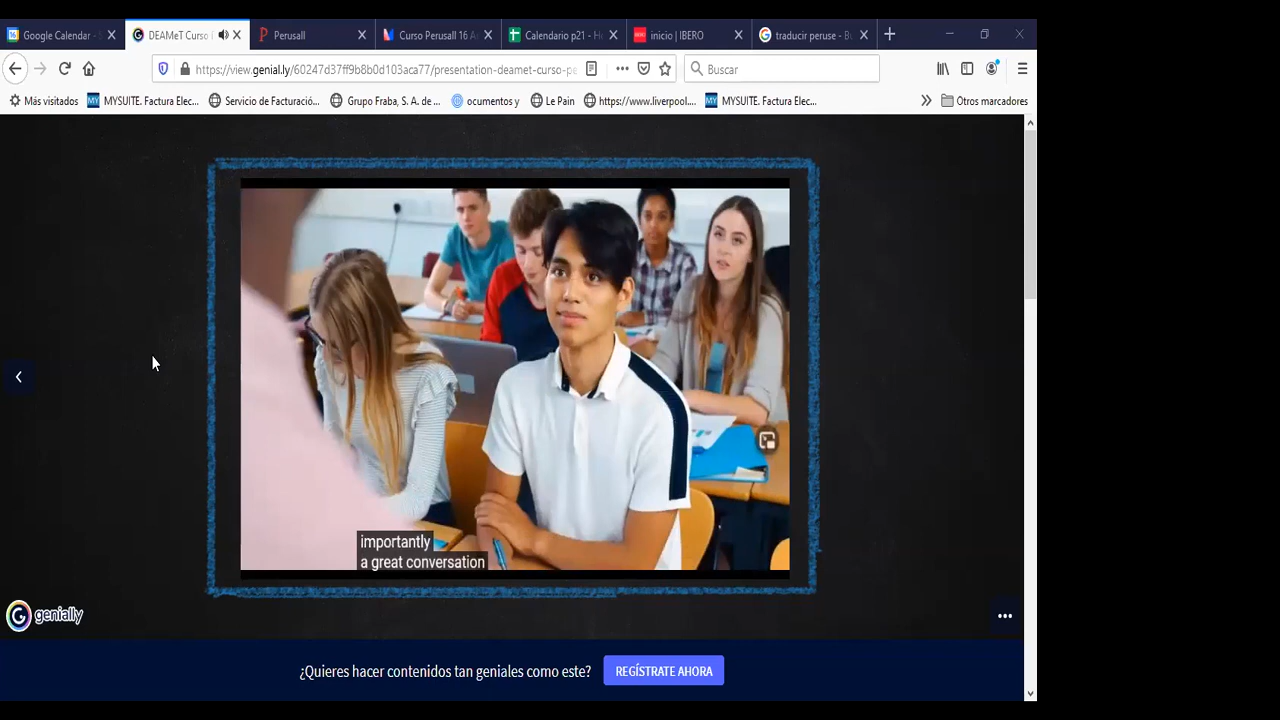 Google Calendar -
DEAMeT Curso
Perusall
Curso Perusall 16 A
Calendario p21 - H
inicio | IBERO
traducir peruse - B
https://view.genial.ly/60247d37ff9b8b0d103aca77/presentation-deamet-curso-pe
Buscar
Más visitados
MYSUITE. Factura Elec...
Servicio de Facturació...
Grupo Fraba, S. A. de ...
ocumentos y
Le Pain
https://www.liverpool....
MYSUITE. Factura Elec...
Otros marcadores
importantly
a great conversation
genially
¿Quieres hacer contenidos tan geniales como este?
REGÍSTRATE AHORA